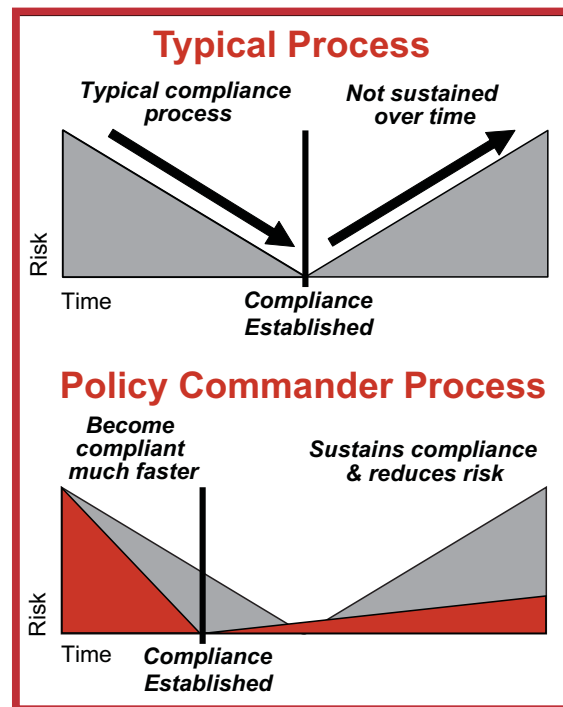 Typical Process
Typical compliance
process
Not sustained
over time
Risk
Time
Compliance
Established
Policy Commander Process
Become
compliant
much faster
Sustains compliance
& reduces risk
Risk
Time
Compliance
Established